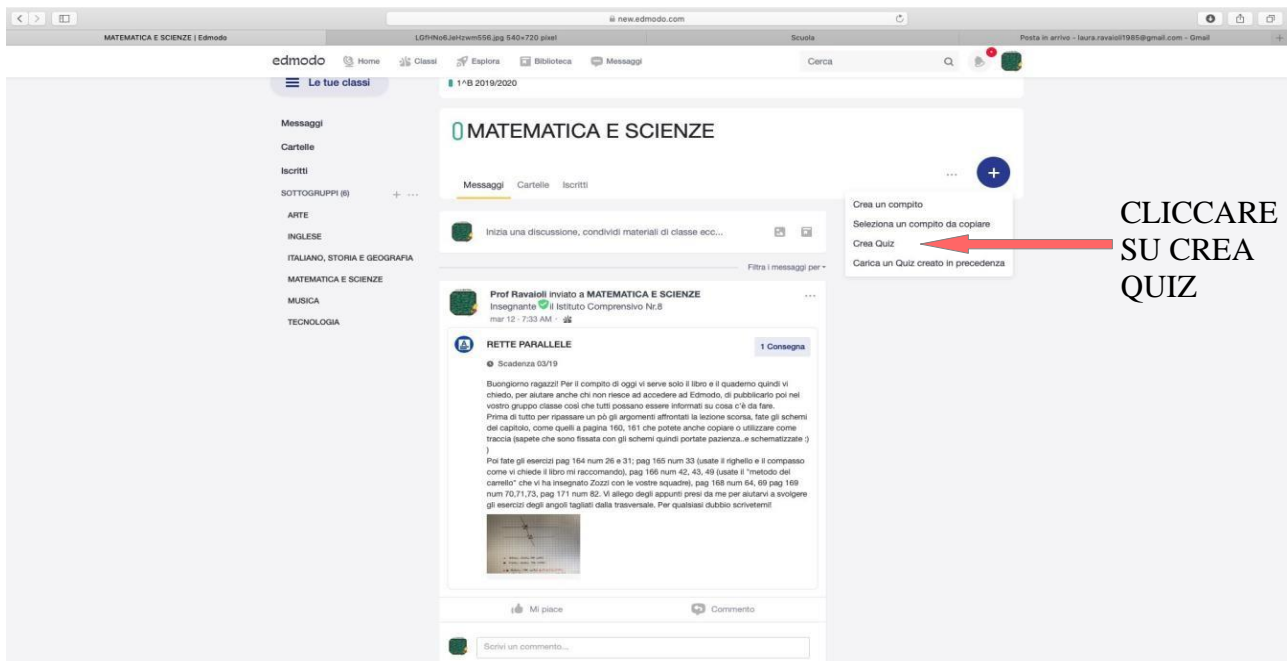 new.edmodo.com
MATEMATICA E SCIENZE | Edmodo
LGfHNo6JeHzwm556.jpg 540×720 pixel
Scuola
Posta in arrivo - laura.ravaioli1985@gmail.com - Gmail
edmodo Home Classi Esplora Biblioteca Messaggi Cerca
Le tue classi
1^B 2019/2020
Messaggi
Cartelle
Iscritti
SOTTOGRUPPI (6)
ARTE
INGLESE
ITALIANO, STORIA E GEOGRAFIA
MATEMATICA E SCIENZE
MUSICA
TECNOLOGIA
MATEMATICA E SCIENZE
Messaggi Cartelle Iscritti
Crea un compito
Seleziona un compito da copiare
Crea Quiz
Carica un Quiz creato in precedenza
CLICCARE
SU CREA
QUIZ
Inizia una discussione, condividi materiali di classe ecc...
Filtra i messaggi per
Prof Ravaioli inviato a MATEMATICA E SCIENZE
Insegnante il Istituto Comprensivo Nr.8
mar 12 · 7:33 AM ·
RETTE PARALLELE
1 Consegna
Scadenza 03/19
Buongiorno ragazzi! Per il compito di oggi vi serve solo il libro e il quaderno quindi vi
chiedo, per aiutare anche chi non riesce ad accedere ad Edmodo, di pubblicarlo poi nel
vostro gruppo classe così che tutti possano essere informati su cosa c'è da fare.
Prima di tutto per ripassare un pò gli argomenti affrontati la lezione scorsa, fate gli schemi
del capitolo, come quelli a pagina 160, 161 che potete anche copiare o utilizzare come
traccia (sapete che sono fissata con gli schemi quindi portate pazienza..e schematizzate :)
)
Poi fate gli esercizi pag 164 num 26 e 31; pag 165 num 33 (usate il righello e il compasso
come vi chiede il libro mi raccomando), pag 166 num 42, 43, 49 (usate il "metodo del
carrello" che vi ha insegnato Zozzi con le vostre squadre), pag 168 num 64, 69 pag 169
num 70,71,73, pag 171 num 82. Vi allego degli appunti presi da me per aiutarvi a svolgere
gli esercizi degli angoli tagliati dalla trasversale. Per qualsiasi dubbio scrivetemi!
Mi piace
Commento
Scrivi un commento...